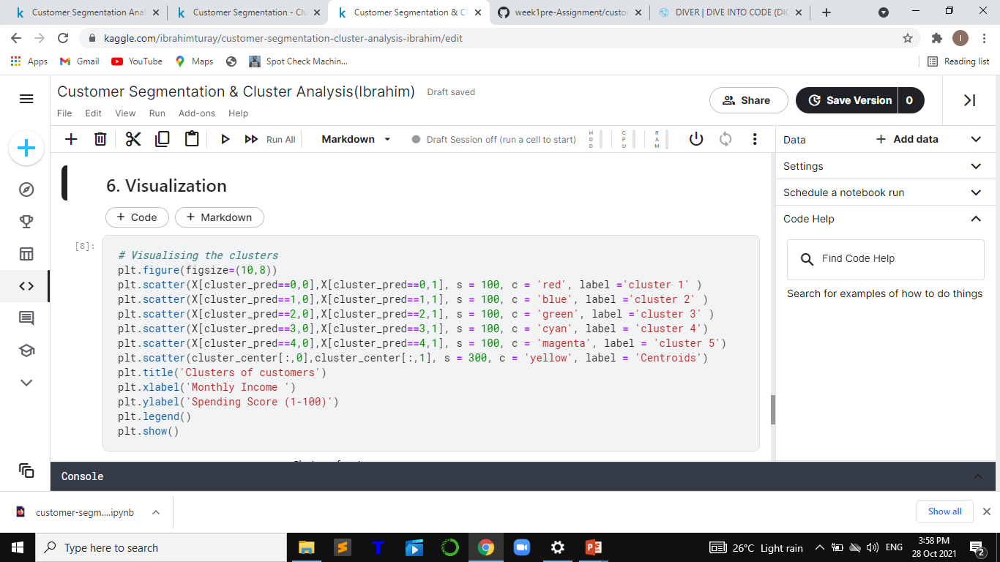 Customer Segmentation Anal
Customer Segmentation - Clu
Customer Segmentation & Cl
week1pre-Assignment/custom
DIVER | DIVE INTO CODE (DIC
kaggle.com/ibrahimturay/customer-segmentation-cluster-analysis-ibrahim/edit
I
Apps
Gmail
YouTube
Maps
Spot Check Machin...
Reading list
Customer Segmentation & Cluster Analysis(Ibrahim)
Draft saved
Share
Save Version
0
File Edit View Run Add-ons Help
Run All
Markdown
Draft Session off (run a cell to start)
HDD
CPU
RAM
Data
+ Add data
Settings
Schedule a notebook run
Code Help
Find Code Help
Search for examples of how to do things
6. Visualization
+ Code
+ Markdown
[8]:
# Visualising the clusters
plt.figure(figsize=(10,8))
plt.scatter(X[cluster_pred==0,0],X[cluster_pred==0,1], s = 100, c = 'red', label ='cluster 1' )
plt.scatter(X[cluster_pred==1,0],X[cluster_pred==1,1], s = 100, c = 'blue', label ='cluster 2' )
plt.scatter(X[cluster_pred==2,0],X[cluster_pred==2,1], s = 100, c = 'green', label ='cluster 3' )
plt.scatter(X[cluster_pred==3,0],X[cluster_pred==3,1], s = 100, c = 'cyan', label = 'cluster 4')
plt.scatter(X[cluster_pred==4,0],X[cluster_pred==4,1], s = 100, c = 'magenta', label = 'cluster 5')
plt.scatter(cluster_center[:,0],cluster_center[:,1], s = 300, c = 'yellow', label = 'Centroids')
plt.title('Clusters of customers')
plt.xlabel('Monthly Income ')
plt.ylabel('Spending Score (1-100)')
plt.legend()
plt.show()
Console
customer-segm....ipynb
Show all
Type here to search
26°C Light rain
ENG
3:58 PM
28 Oct 2021
2